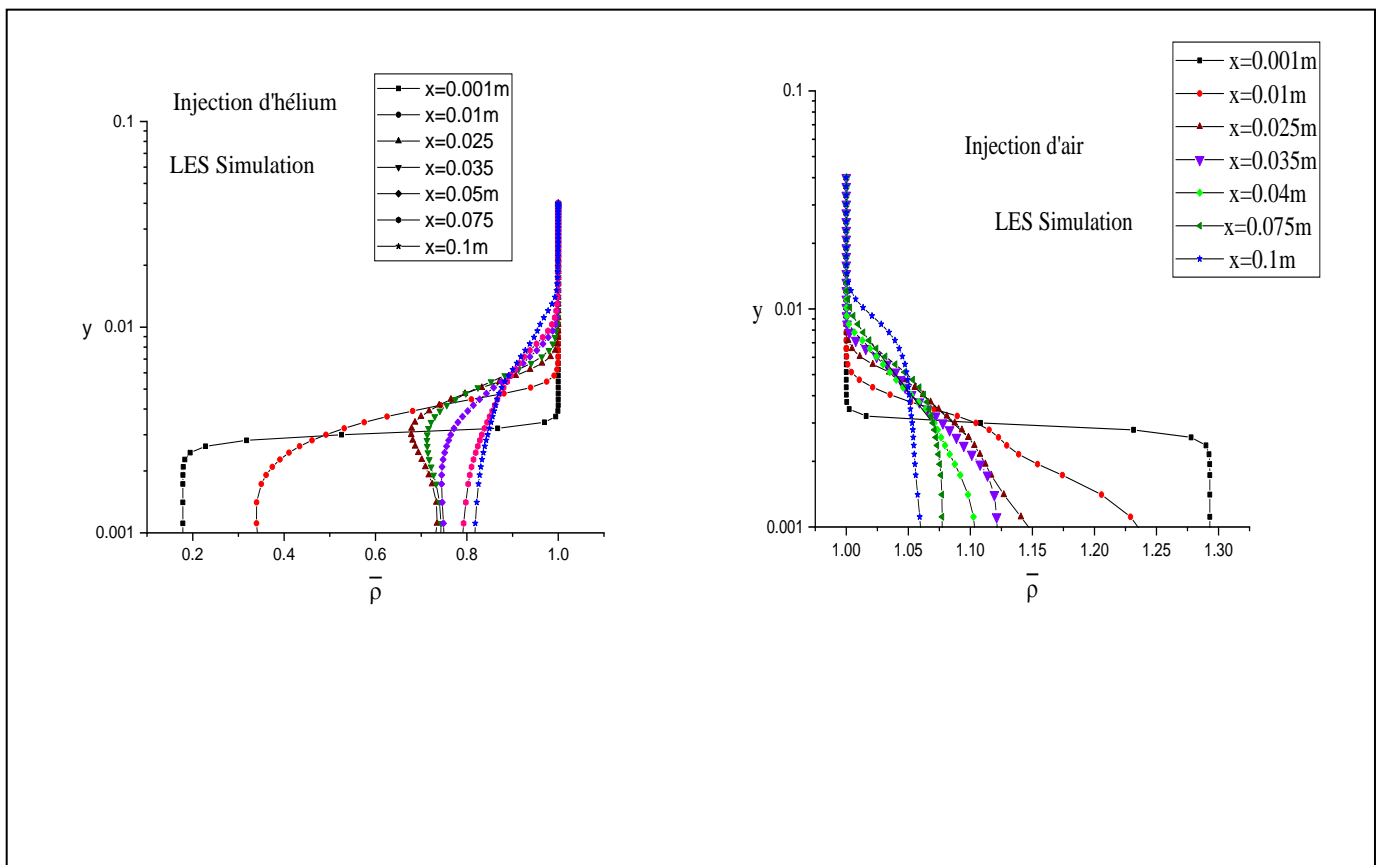 Injection d'hélium
LES Simulation
x=0.001m
x=0.01m
x=0.025
x=0.035
x=0.05m
x=0.075
x=0.1m
0.1
0.01
0.001
y
0.2
0.4
0.6
0.8
1.0
ρ̅
Injection d'air
LES Simulation
x=0.001m
x=0.01m
x=0.025m
x=0.035m
x=0.04m
x=0.075m
x=0.1m
0.1
0.01
0.001
y
1.00
1.05
1.10
1.15
1.20
1.25
1.30
ρ̅